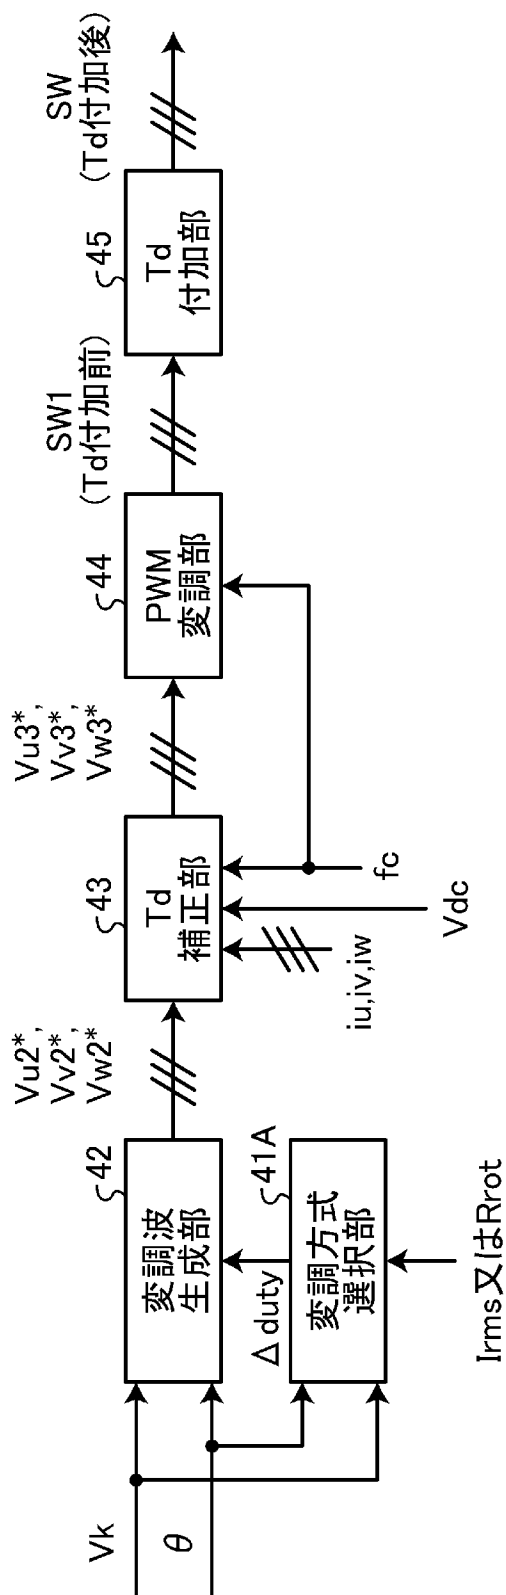 Vk
θ
42
変調波
生成部
Δduty
41A
変調方式
選択部
Irms又はRrot
Vu2*,
Vv2*,
Vw2*
43
Td
補正部
iu,iv,iw
Vdc
fc
Vu3*,
Vv3*,
Vw3*
44
PWM
変調部
SW1
(Td付加前)
45
Td
付加部
SW
(Td付加後)